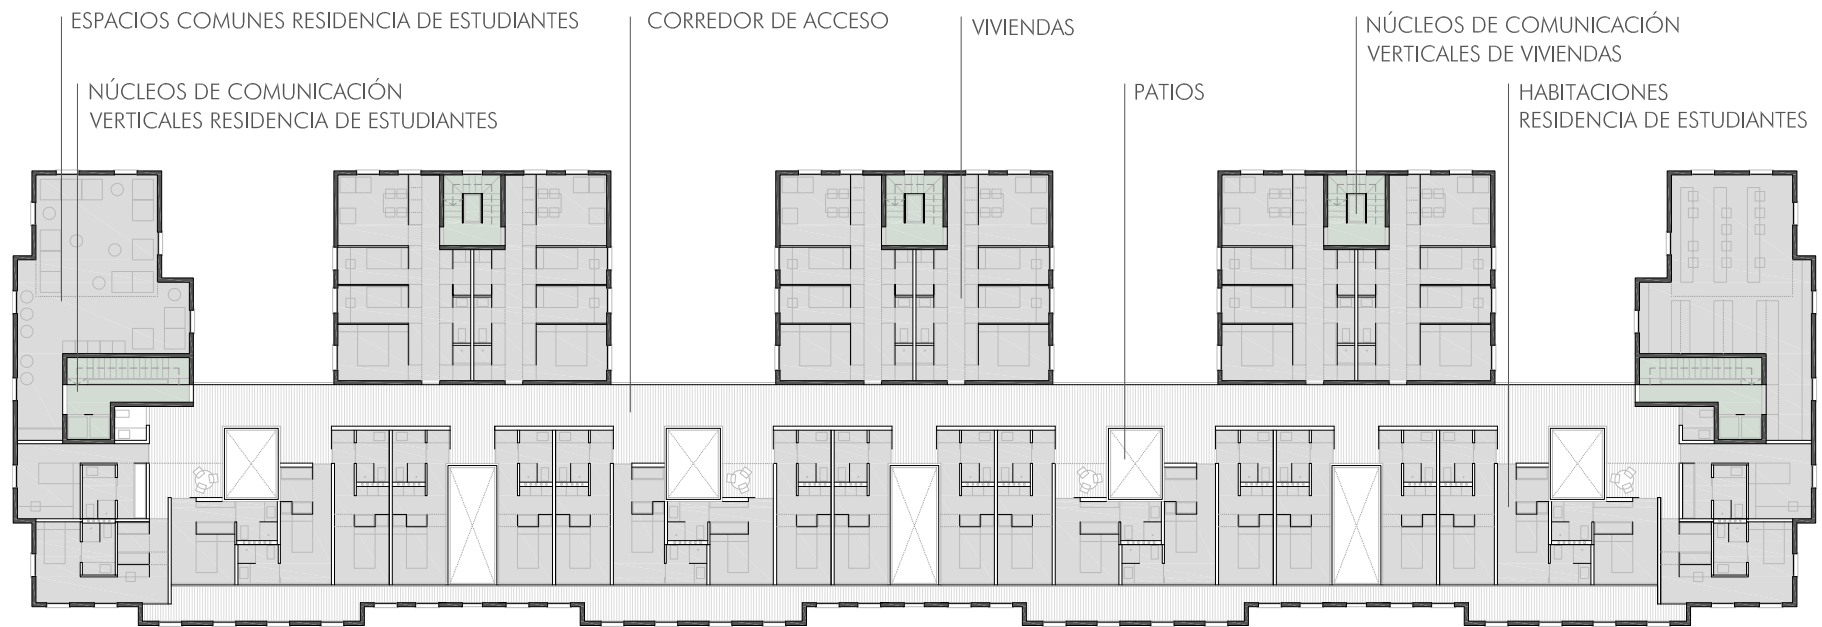 ESPACIOS COMUNES RESIDENCIA DE ESTUDIANTES
CORREDOR DE ACCESO
VIVIENDAS
NÚCLEOS DE COMUNICACIÓN
VERTICALES DE VIVIENDAS
NÚCLEOS DE COMUNICACIÓN
VERTICALES RESIDENCIA DE ESTUDIANTES
PATIOS
HABITACIONES
RESIDENCIA DE ESTUDIANTES